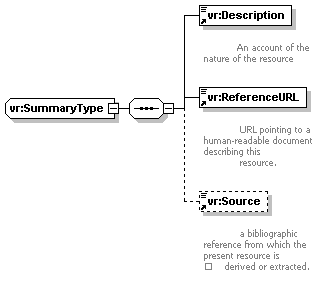 vr:Description
An account of the
nature of the resource
vr:ReferenceURL
URL pointing to a
human-readable document
describing this
resource.
vr:SummaryType
vr:Source
a bibliographic
reference from which the
present resource is
derived or extracted.